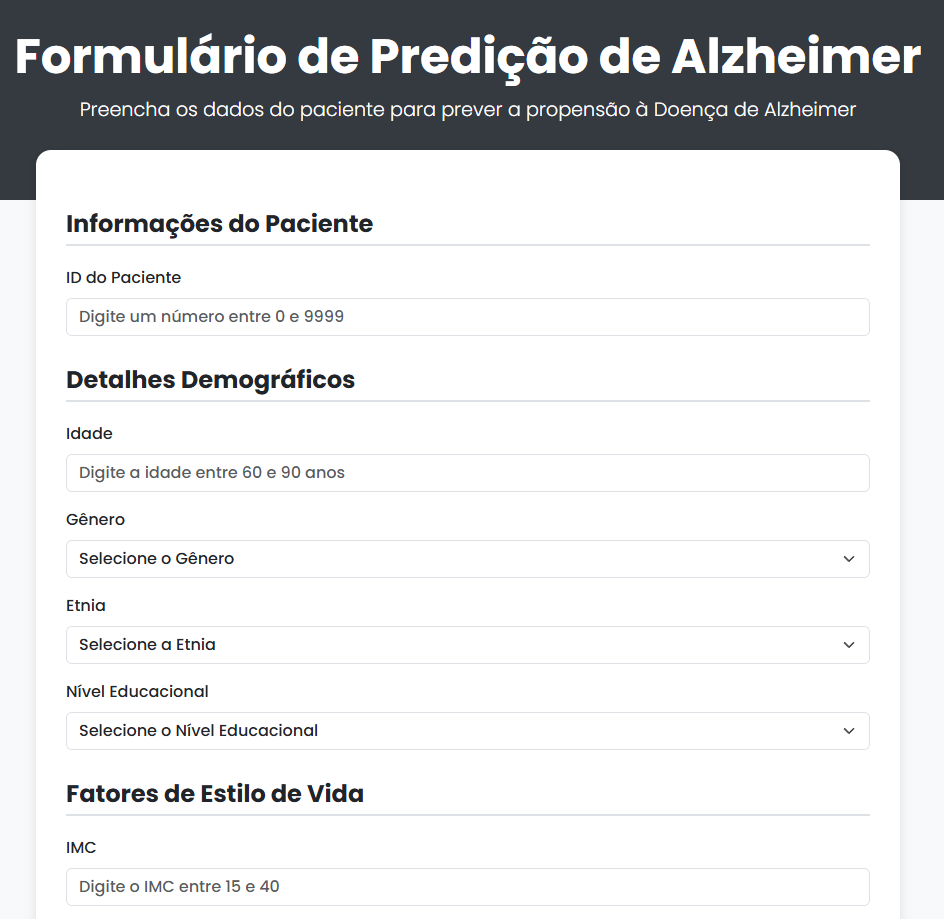 Formulário de Predição de Alzheimer
Preencha os dados do paciente para prever a propensão à Doença de Alzheimer
Informações do Paciente
ID do Paciente
Digite um número entre 0 e 9999
Detalhes Demográficos
Idade
Digite a idade entre 60 e 90 anos
Gênero
Selecione o Gênero
Etnia
Selecione a Etnia
Nível Educacional
Selecione o Nível Educacional
Fatores de Estilo de Vida
IMC
Digite o IMC entre 15 e 40